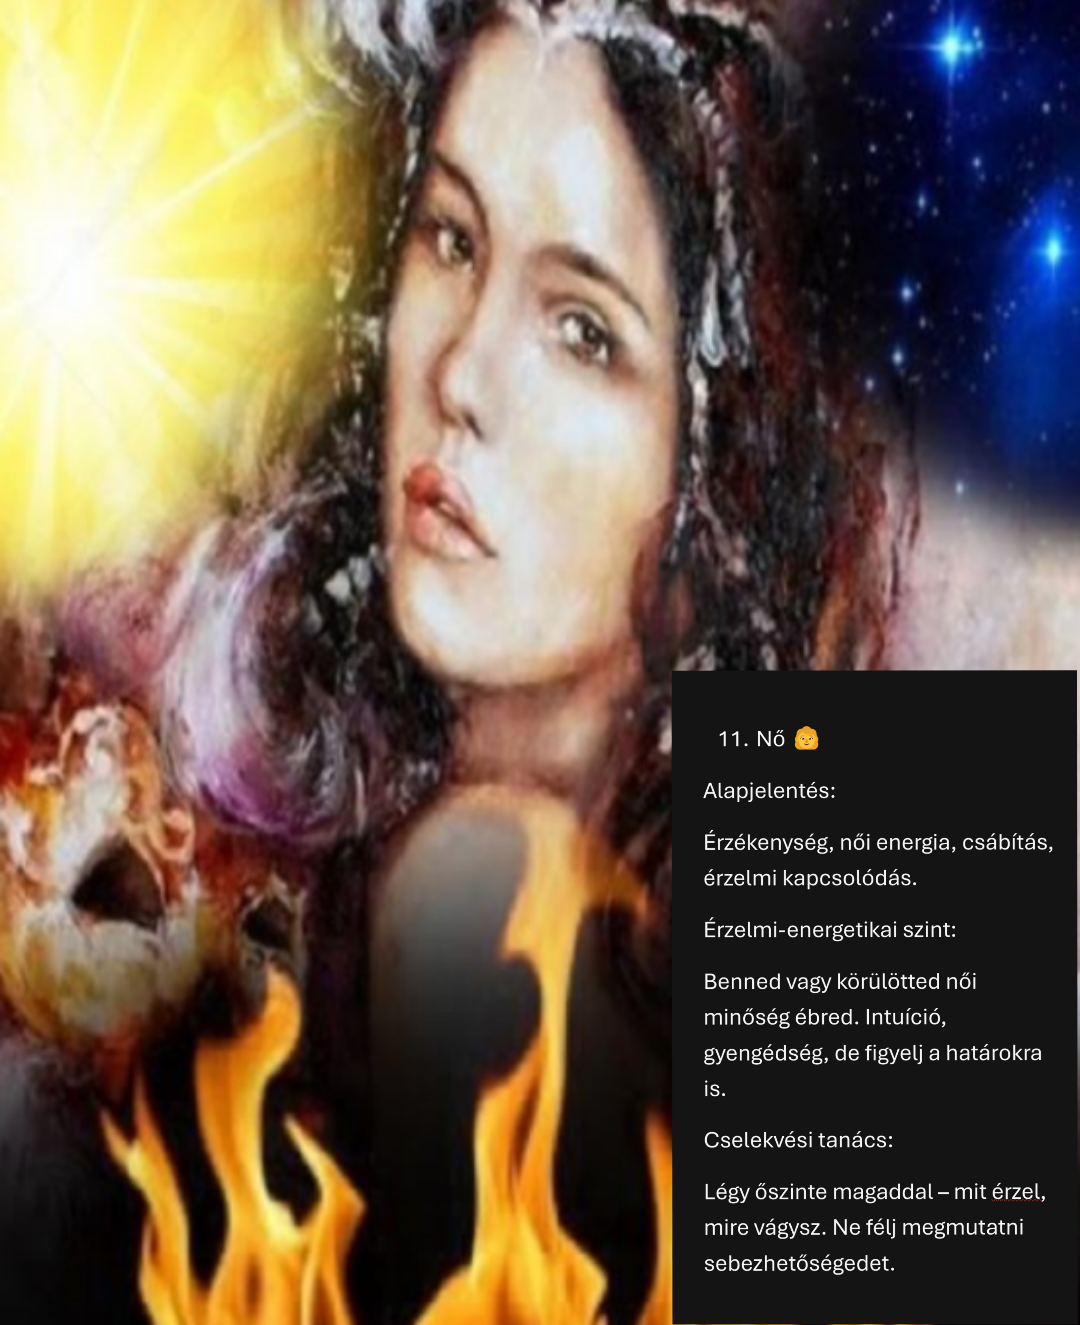 11. Nő 👩
Alapjelentés:
Érzékenység, női energia, csábítás,
érzelmi kapcsolódás.
Érzelmi-energetikai szint:
Benned vagy körülötted női
minőség ébred. Intuíció,
gyengédség, de figyelj a határokra
is.
Cselekvési tanács:
Légy őszinte magaddal – mit érzel,
mire vágysz. Ne félj megmutatni
sebezhetőségedet.